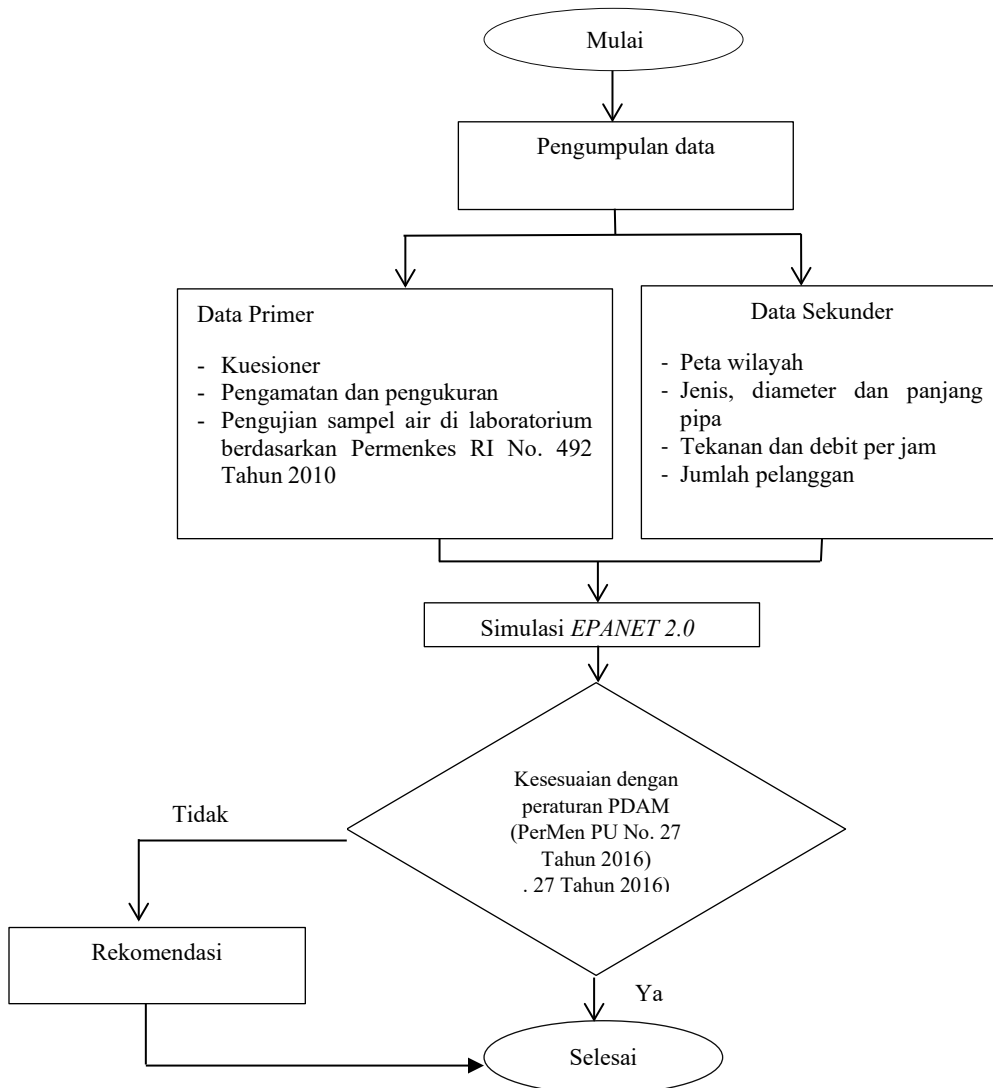 Mulai
Pengumpulan data
Data Primer
- Kuesioner
- Pengamatan dan pengukuran
- Pengujian sampel air di laboratorium
berdasarkan Permenkes RI No. 492
Tahun 2010
Data Sekunder
- Peta wilayah
- Jenis, diameter dan panjang
pipa
- Tekanan dan debit per jam
- Jumlah pelanggan
Simulasi EPANET 2.0
Kesesuaian dengan
peraturan PDAM
(PerMen PU No. 27
Tahun 2016)
. 27 Tahun 2016)
Tidak
Rekomendasi
Ya
Selesai